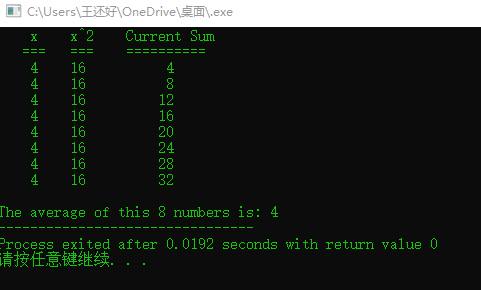 C:\Users\王还好\OneDrive\桌面\.exe
x x^2 Current Sum
=== === ==========
4 16 4
4 16 8
4 16 12
4 16 16
4 16 20
4 16 24
4 16 28
4 16 32
The average of this 8 numbers is: 4
--------------------------------
Process exited after 0.0192 seconds with return value 0
请按任意键继续. . .